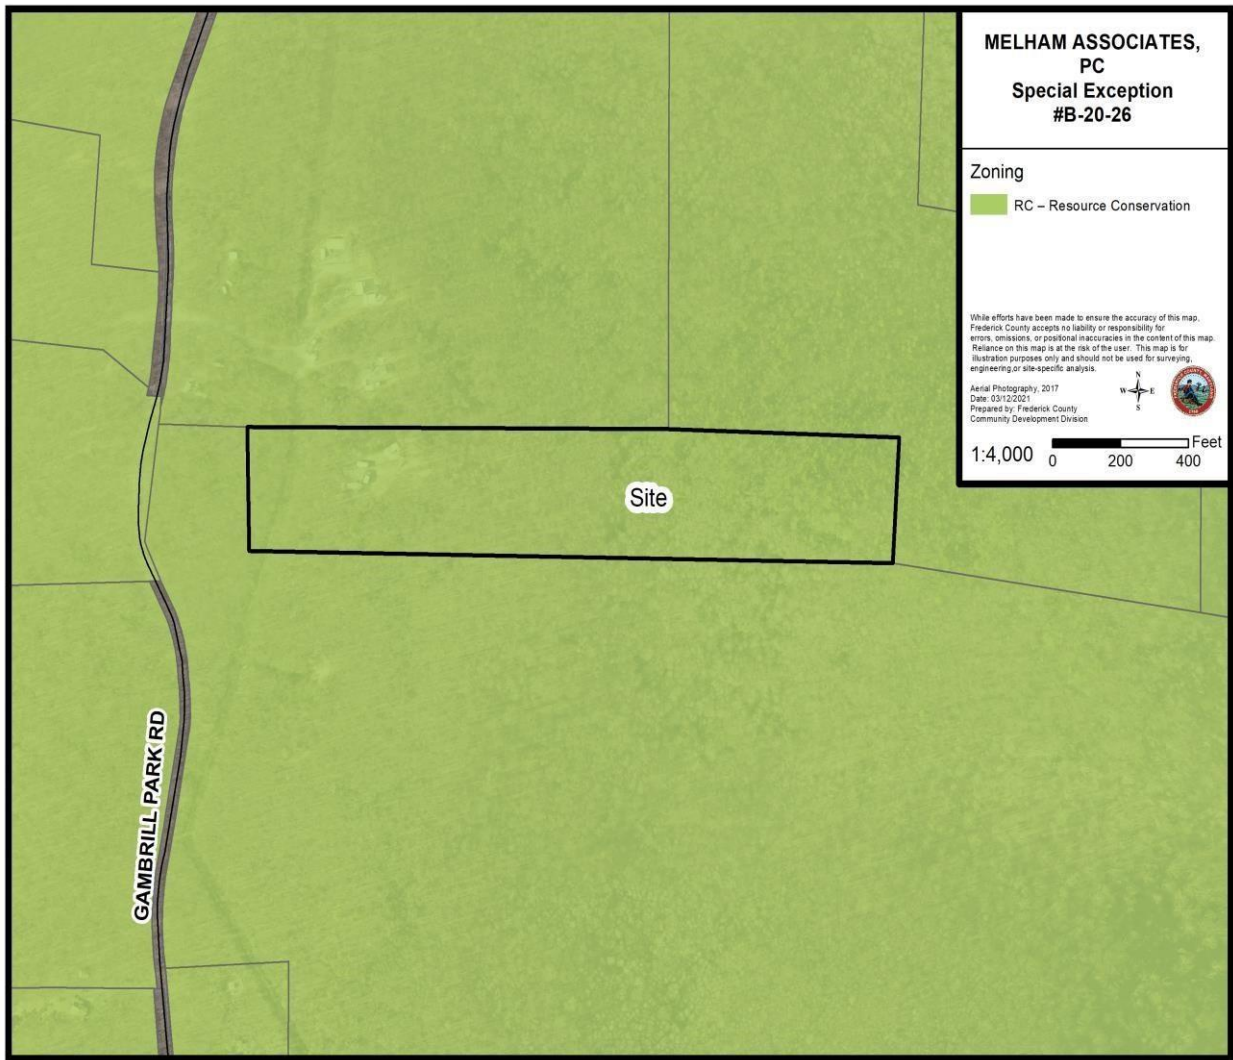 MELHAM ASSOCIATES,
PC
Special Exception
#B-20-26
Zoning
RC – Resource Conservation
While efforts have been made to ensure the accuracy of this map,
Frederick County accepts no liability or responsibility for
errors, omissions, or positional inaccuracies in the content of this map.
Reliance on this map is at the risk of the user. This map is for
illustration purposes only and should not be used for surveying,
engineering,or site-specific analysis.
Aerial Photography, 2017
Date: 03/12/2021
Prepared by: Frederick County
Community Development Division
N
W E
S
1:4,000
Feet
0 200 400
Site
GAMBRILL PARK RD